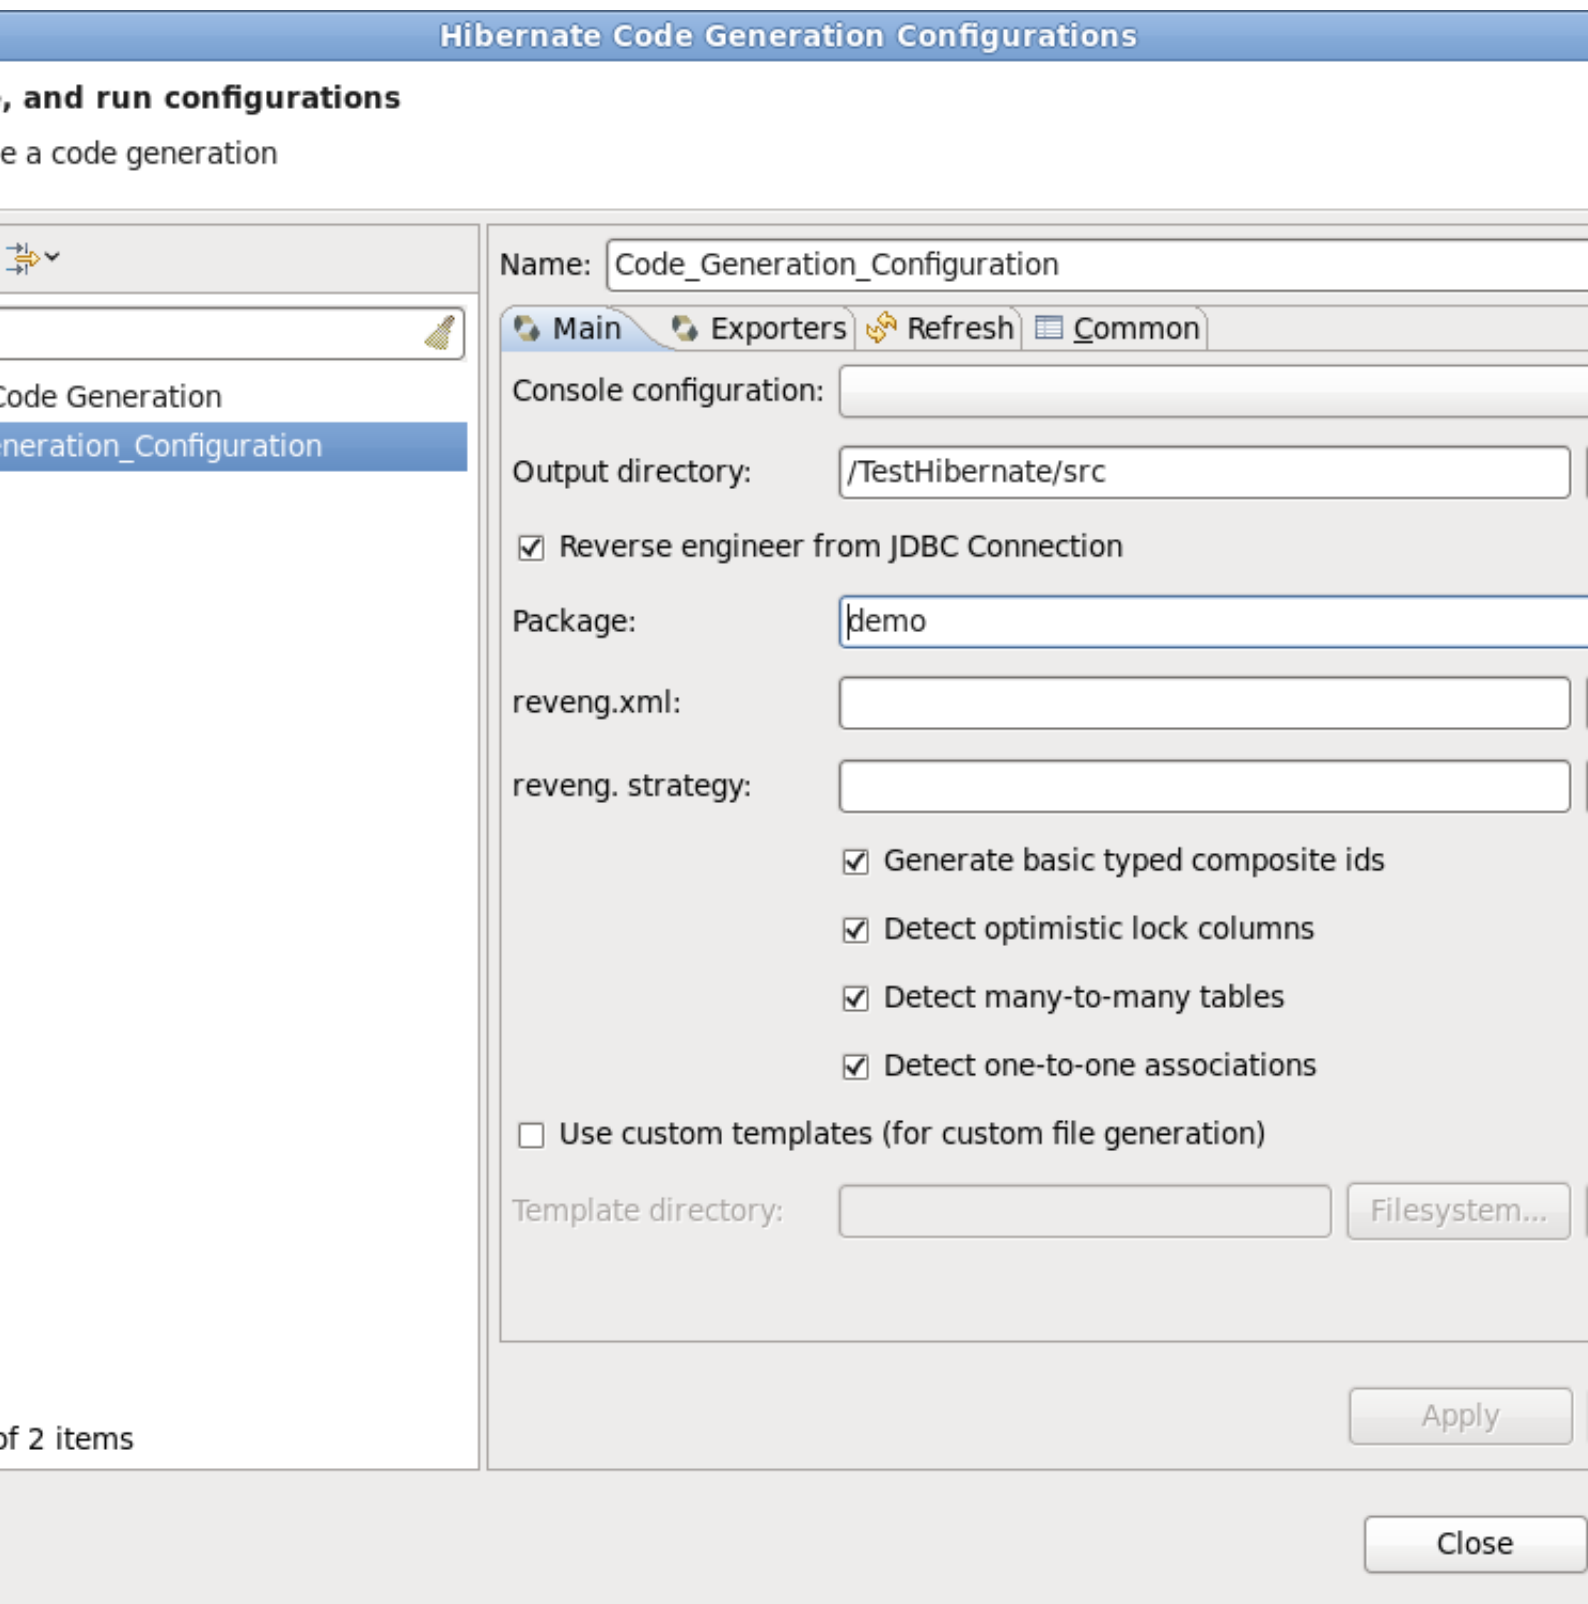 Hibernate Code Generation Configurations
, and run configurations
e a code generation
Name: Code_Generation_Configuration
Main Exporters Refresh Common
Code Generation
neration_Configuration
Console configuration:
Output directory: /TestHibernate/src
Reverse engineer from JDBC Connection
Package: demo
reveng.xml:
reveng. strategy:
Generate basic typed composite ids
Detect optimistic lock columns
Detect many-to-many tables
Detect one-to-one associations
Use custom templates (for custom file generation)
Template directory: Filesystem...
Apply
of 2 items
Close